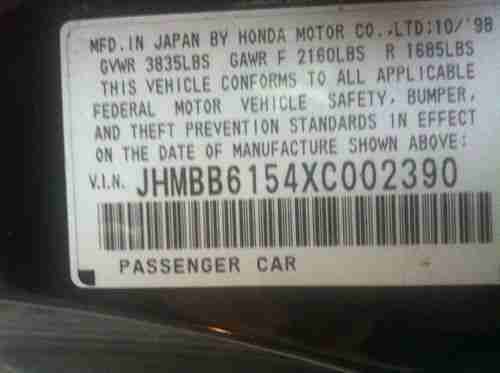 MFD. IN JAPAN BY HONDA MOTOR CO.,LTD:10/'98
GVWR 3835LBS GAWR F 2160LBS R 1685LBS
THIS VEHICLE CONFORMS TO ALL APPLICABLE
FEDERAL MOTOR VEHICLE SAFETY, BUMPER,
AND THEFT PREVENTION STANDARDS IN EFFECT
ON THE DATE OF MANUFACTURE SHOWN ABOVE:
V.I.N. JHMBB6154XC002390
PASSENGER CAR